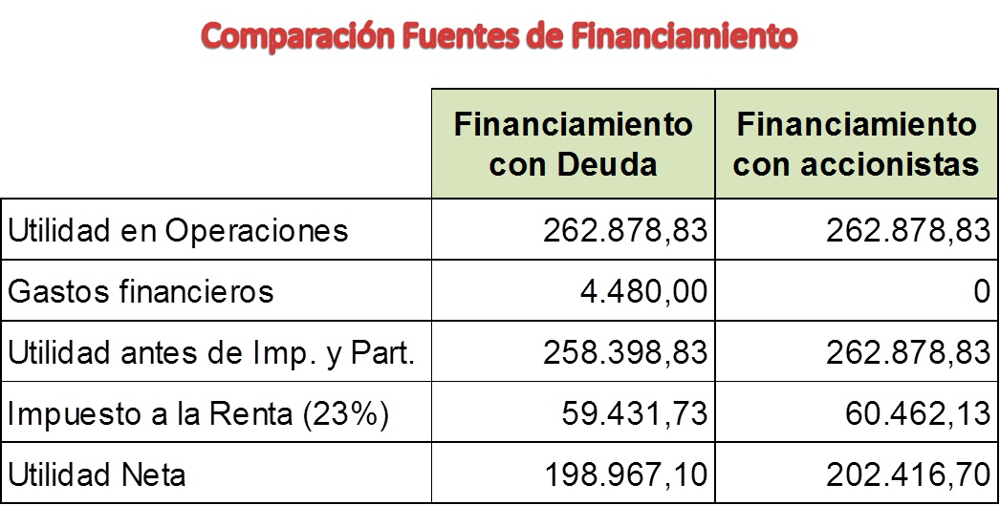 Comparación Fuentes de Financiamiento
Financiamiento con Deuda Financiamiento con accionistas
Utilidad en Operaciones 262.878,83 262.878,83
Gastos financieros 4.480,00 0
Utilidad antes de Imp. y Part. 258.398,83 262.878,83
Impuesto a la Renta (23%) 59.431,73 60.462,13
Utilidad Neta 198.967,10 202.416,70